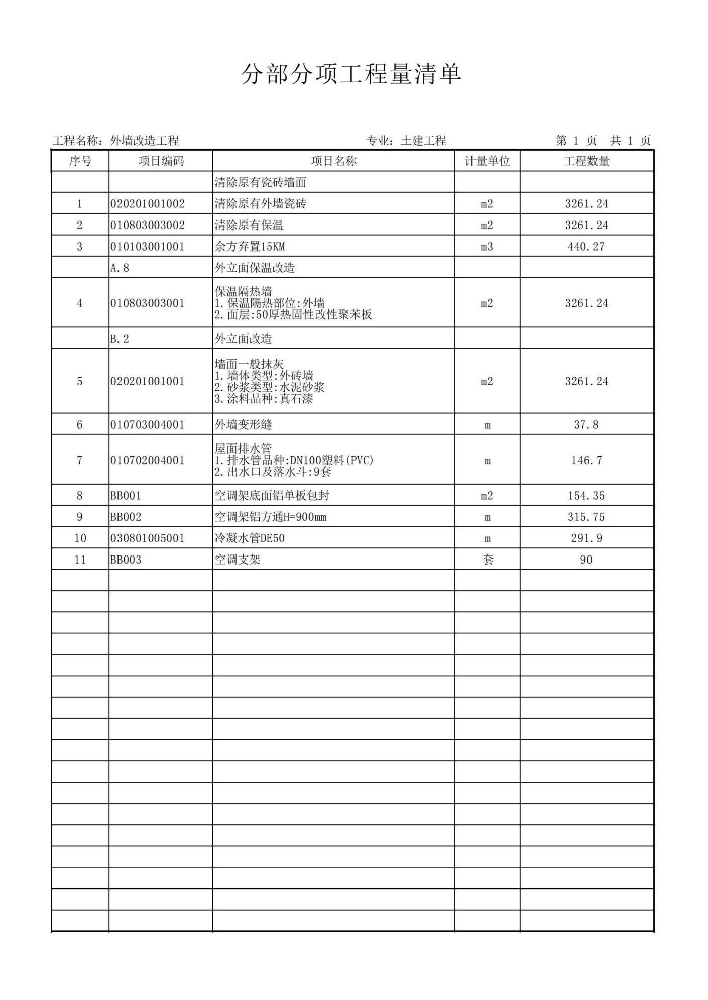 分部分项工程量清单
工程名称：外墙改造工程 专业：土建工程 第 1 页 共 1 页
序号 项目编码 项目名称 计量单位 工程数量
清除原有瓷砖墙面
1 020201001002 清除原有外墙瓷砖 m2 3261.24
2 010803003002 清除原有保温 m2 3261.24
3 010103001001 余方弃置15KM m3 440.27
A.8 外立面保温改造
保温隔热墙
1.保温隔热部位:外墙
4 010803003001 m2 3261.24
2.面层:50厚热固性改性聚苯板
B.2 外立面改造
墙面一般抹灰
1.墙体类型:外砖墙
5 020201001001 m2 3261.24
2.砂浆类型:水泥砂浆
3.涂料品种:真石漆
6 010703004001 外墙变形缝 m 37.8
屋面排水管
7 010702004001 1.排水管品种:DN100塑料(PVC) m 146.7
2.出水口及落水斗:9套
8 BB001 空调架底面铝单板包封 m2 154.35
9 BB002 空调架铝方通H=900mm m 315.75
10 030801005001 冷凝水管DE50 m 291.9
11 BB003 空调支架 套 90